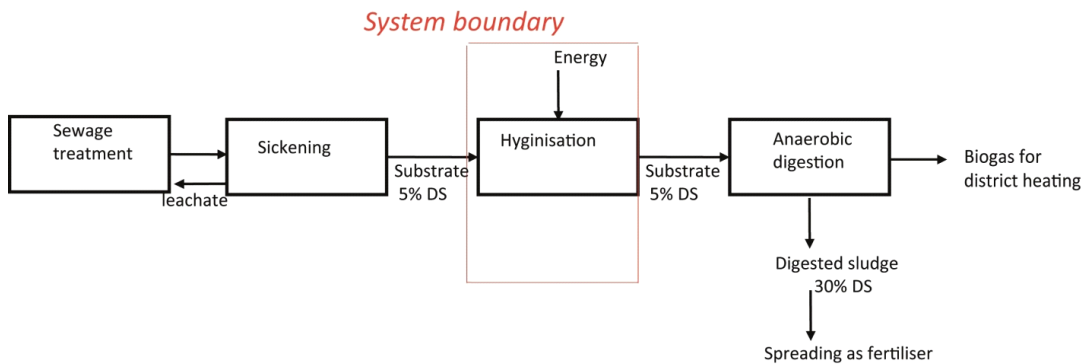 System boundary
Energy
Sewage
treatment
Sickening
Hyginisation
Anaerobic
digestion
leachate
Substrate
5% DS
Substrate
5% DS
Biogas for
district heating
Digested sludge
30% DS
Spreading as fertiliser